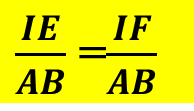 IE/AB = IF/AB